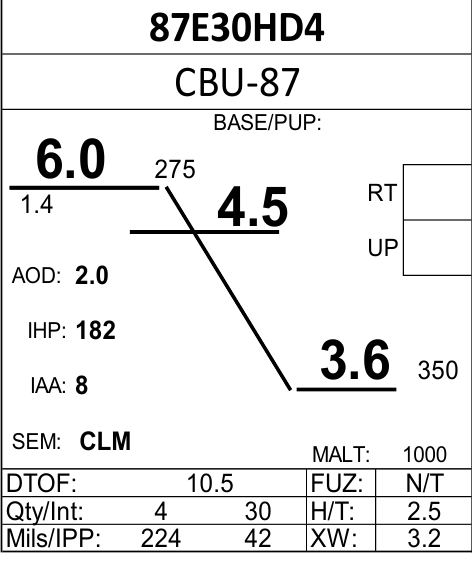 87E30HD4
CBU-87
BASE/PUP:
6.0 275
1.4 4.5 RT
UP
AOD: 2.0
IHP: 182
3.6 350
IAA: 8
SEM: CLM
MALT: 1000
DTOF: 10.5 FUZ: N/T
Qty/Int: 4 30 H/T: 2.5
Mils/IPP: 224 42 XW: 3.2